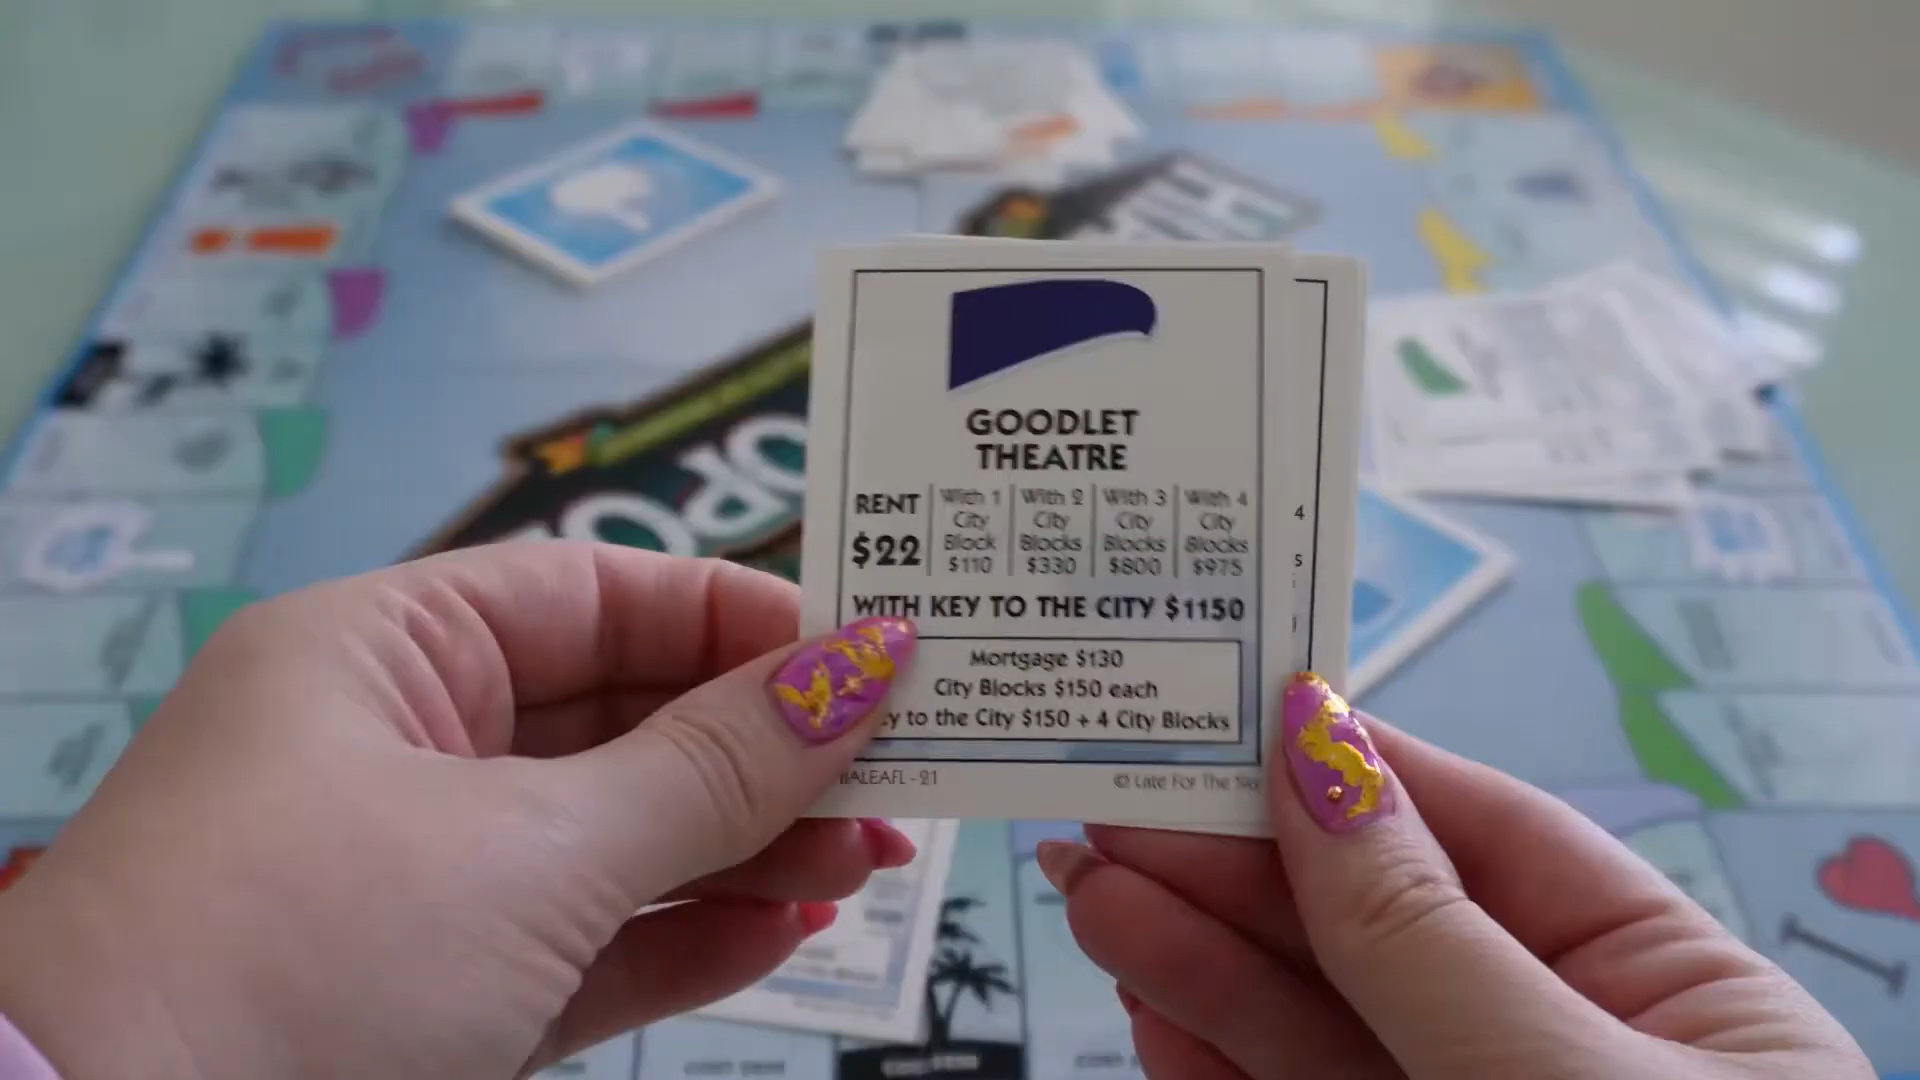 GOODLET
THEATRE
RENT
$22
With 1
City
Block
$110
With 2
City
Blocks
$330
With 3
City
Blocks
$800
With 4
City
Blocks
$975
WITH KEY TO THE CITY $1150
Mortgage $130
City Blocks $150 each
to the City $150 + 4 City Blocks
- 21
© Late For The
4
s
OPO
I